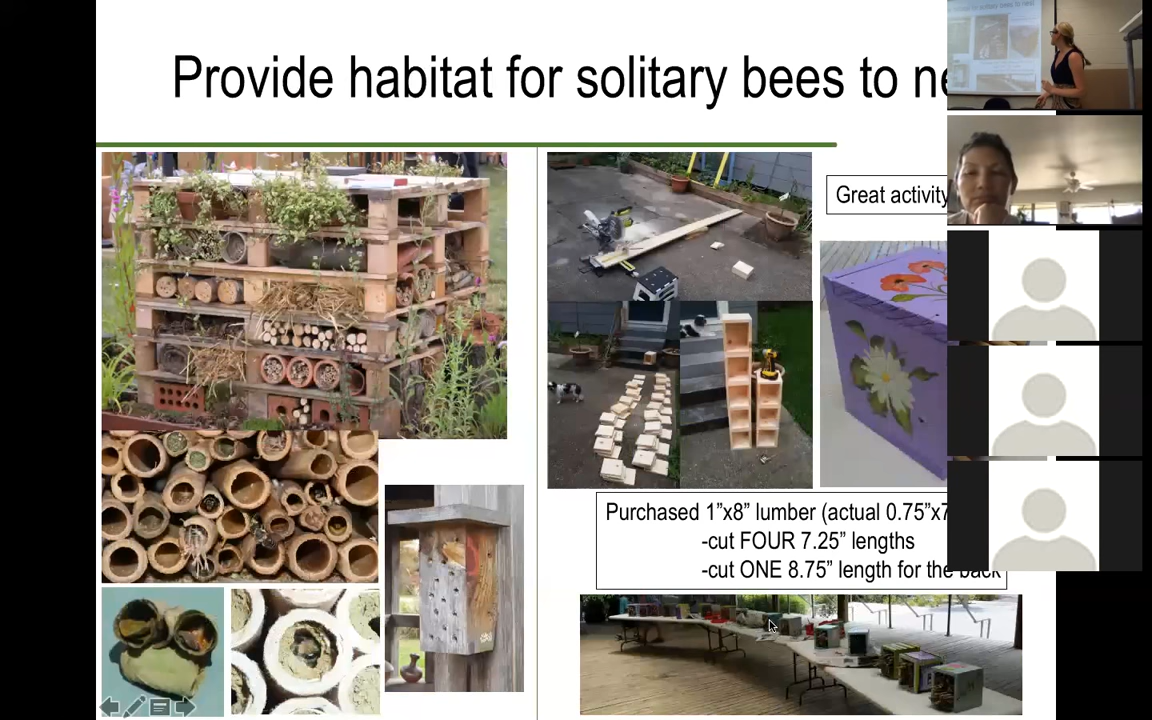 Provide habitat for solitary bees to
Great activity
Purchased 1”x8” lumber (actual 0.75”x7
-cut FOUR 7.25” lengths
-cut ONE 8.75” length for the back